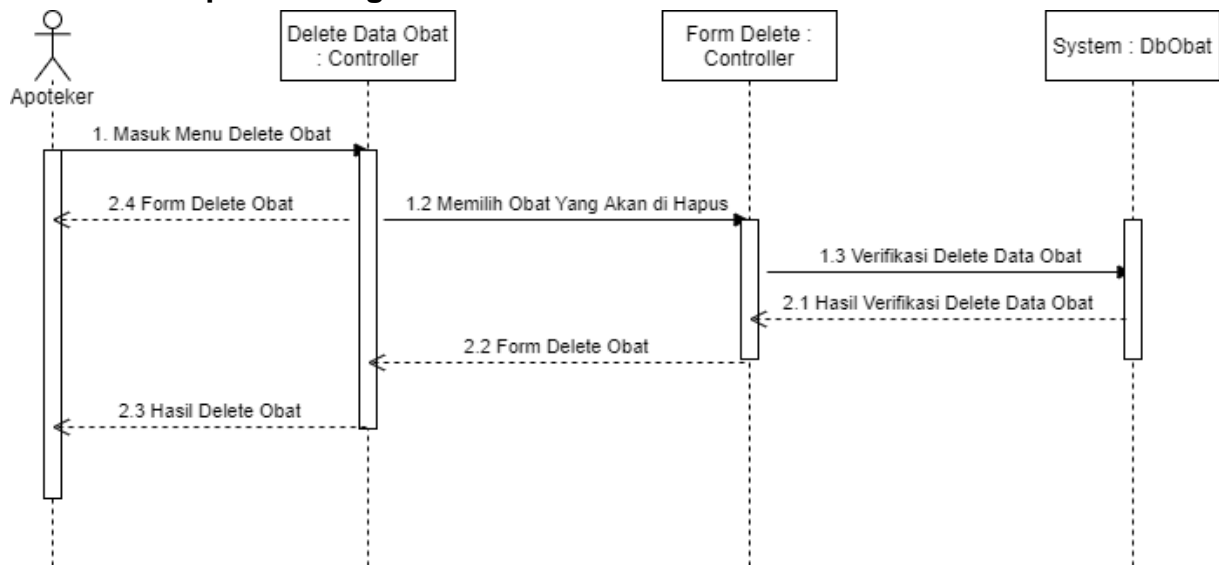 Delete Data Obat
: Controller
Form Delete :
Controller
System : DbObat
Apoteker
1. Masuk Menu Delete Obat
2.4 Form Delete Obat
1.2 Memilih Obat Yang Akan di Hapus
1.3 Verifikasi Delete Data Obat
2.1 Hasil Verifikasi Delete Data Obat
2.2 Form Delete Obat
2.3 Hasil Delete Obat